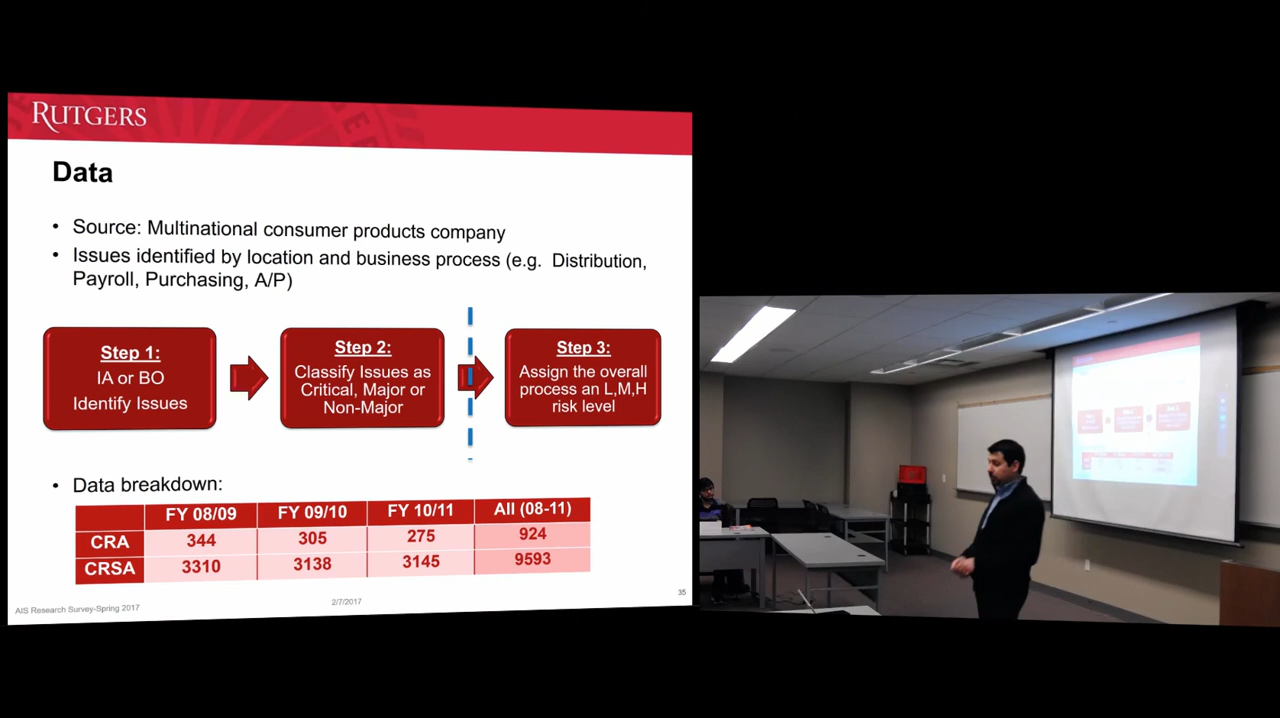 RUTGERS
Data
• Source: Multinational consumer products company
• Issues identified by location and business process (e.g. Distribution,
Payroll, Purchasing, A/P)
Step 1:
IA or BO
Identify Issues
Step 2:
Classify Issues as
Critical, Major or
Non-Major
Step 3:
Assign the overall
process an L,M,H
risk level
• Data breakdown:
FY 08/09 FY 09/10 FY 10/11 All (08-11)
CRA 344 305 275 924
CRSA 3310 3138 3145 9593
AIS Research Survey-Spring 2017
2/7/2017
35